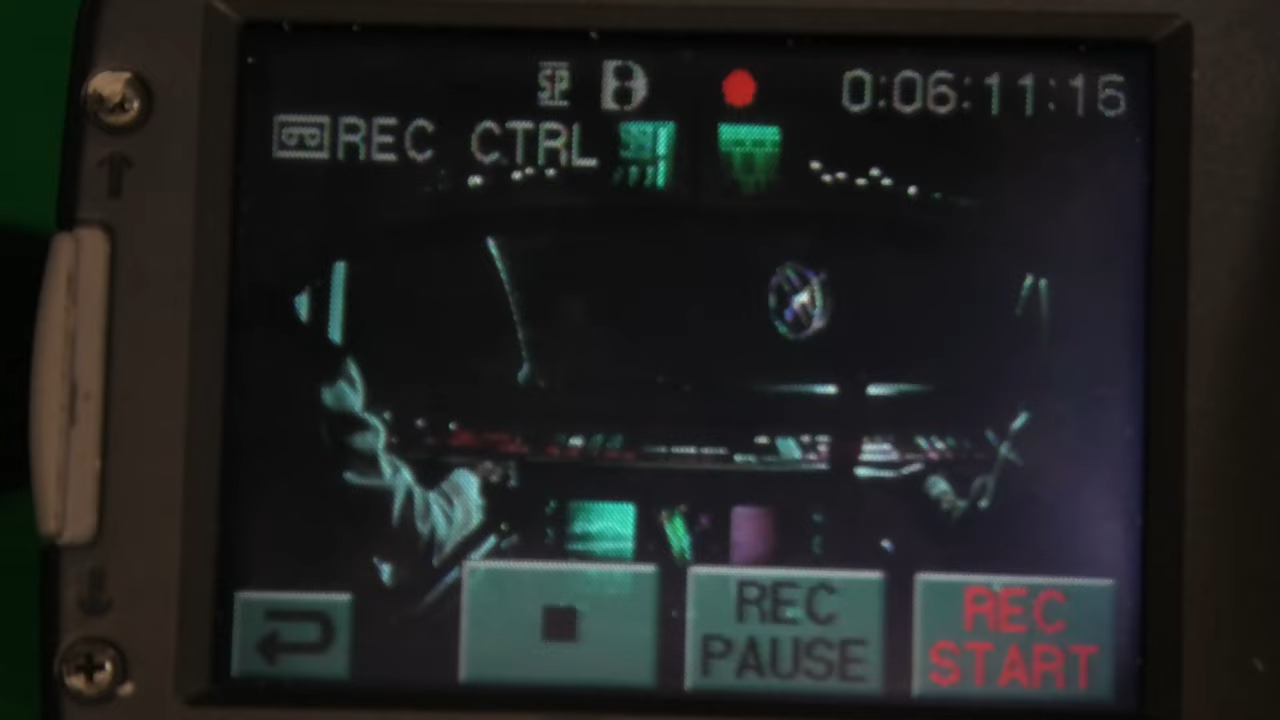 SP 0:06:11:15
REC CTRL
REC
PAUSE
REC
START